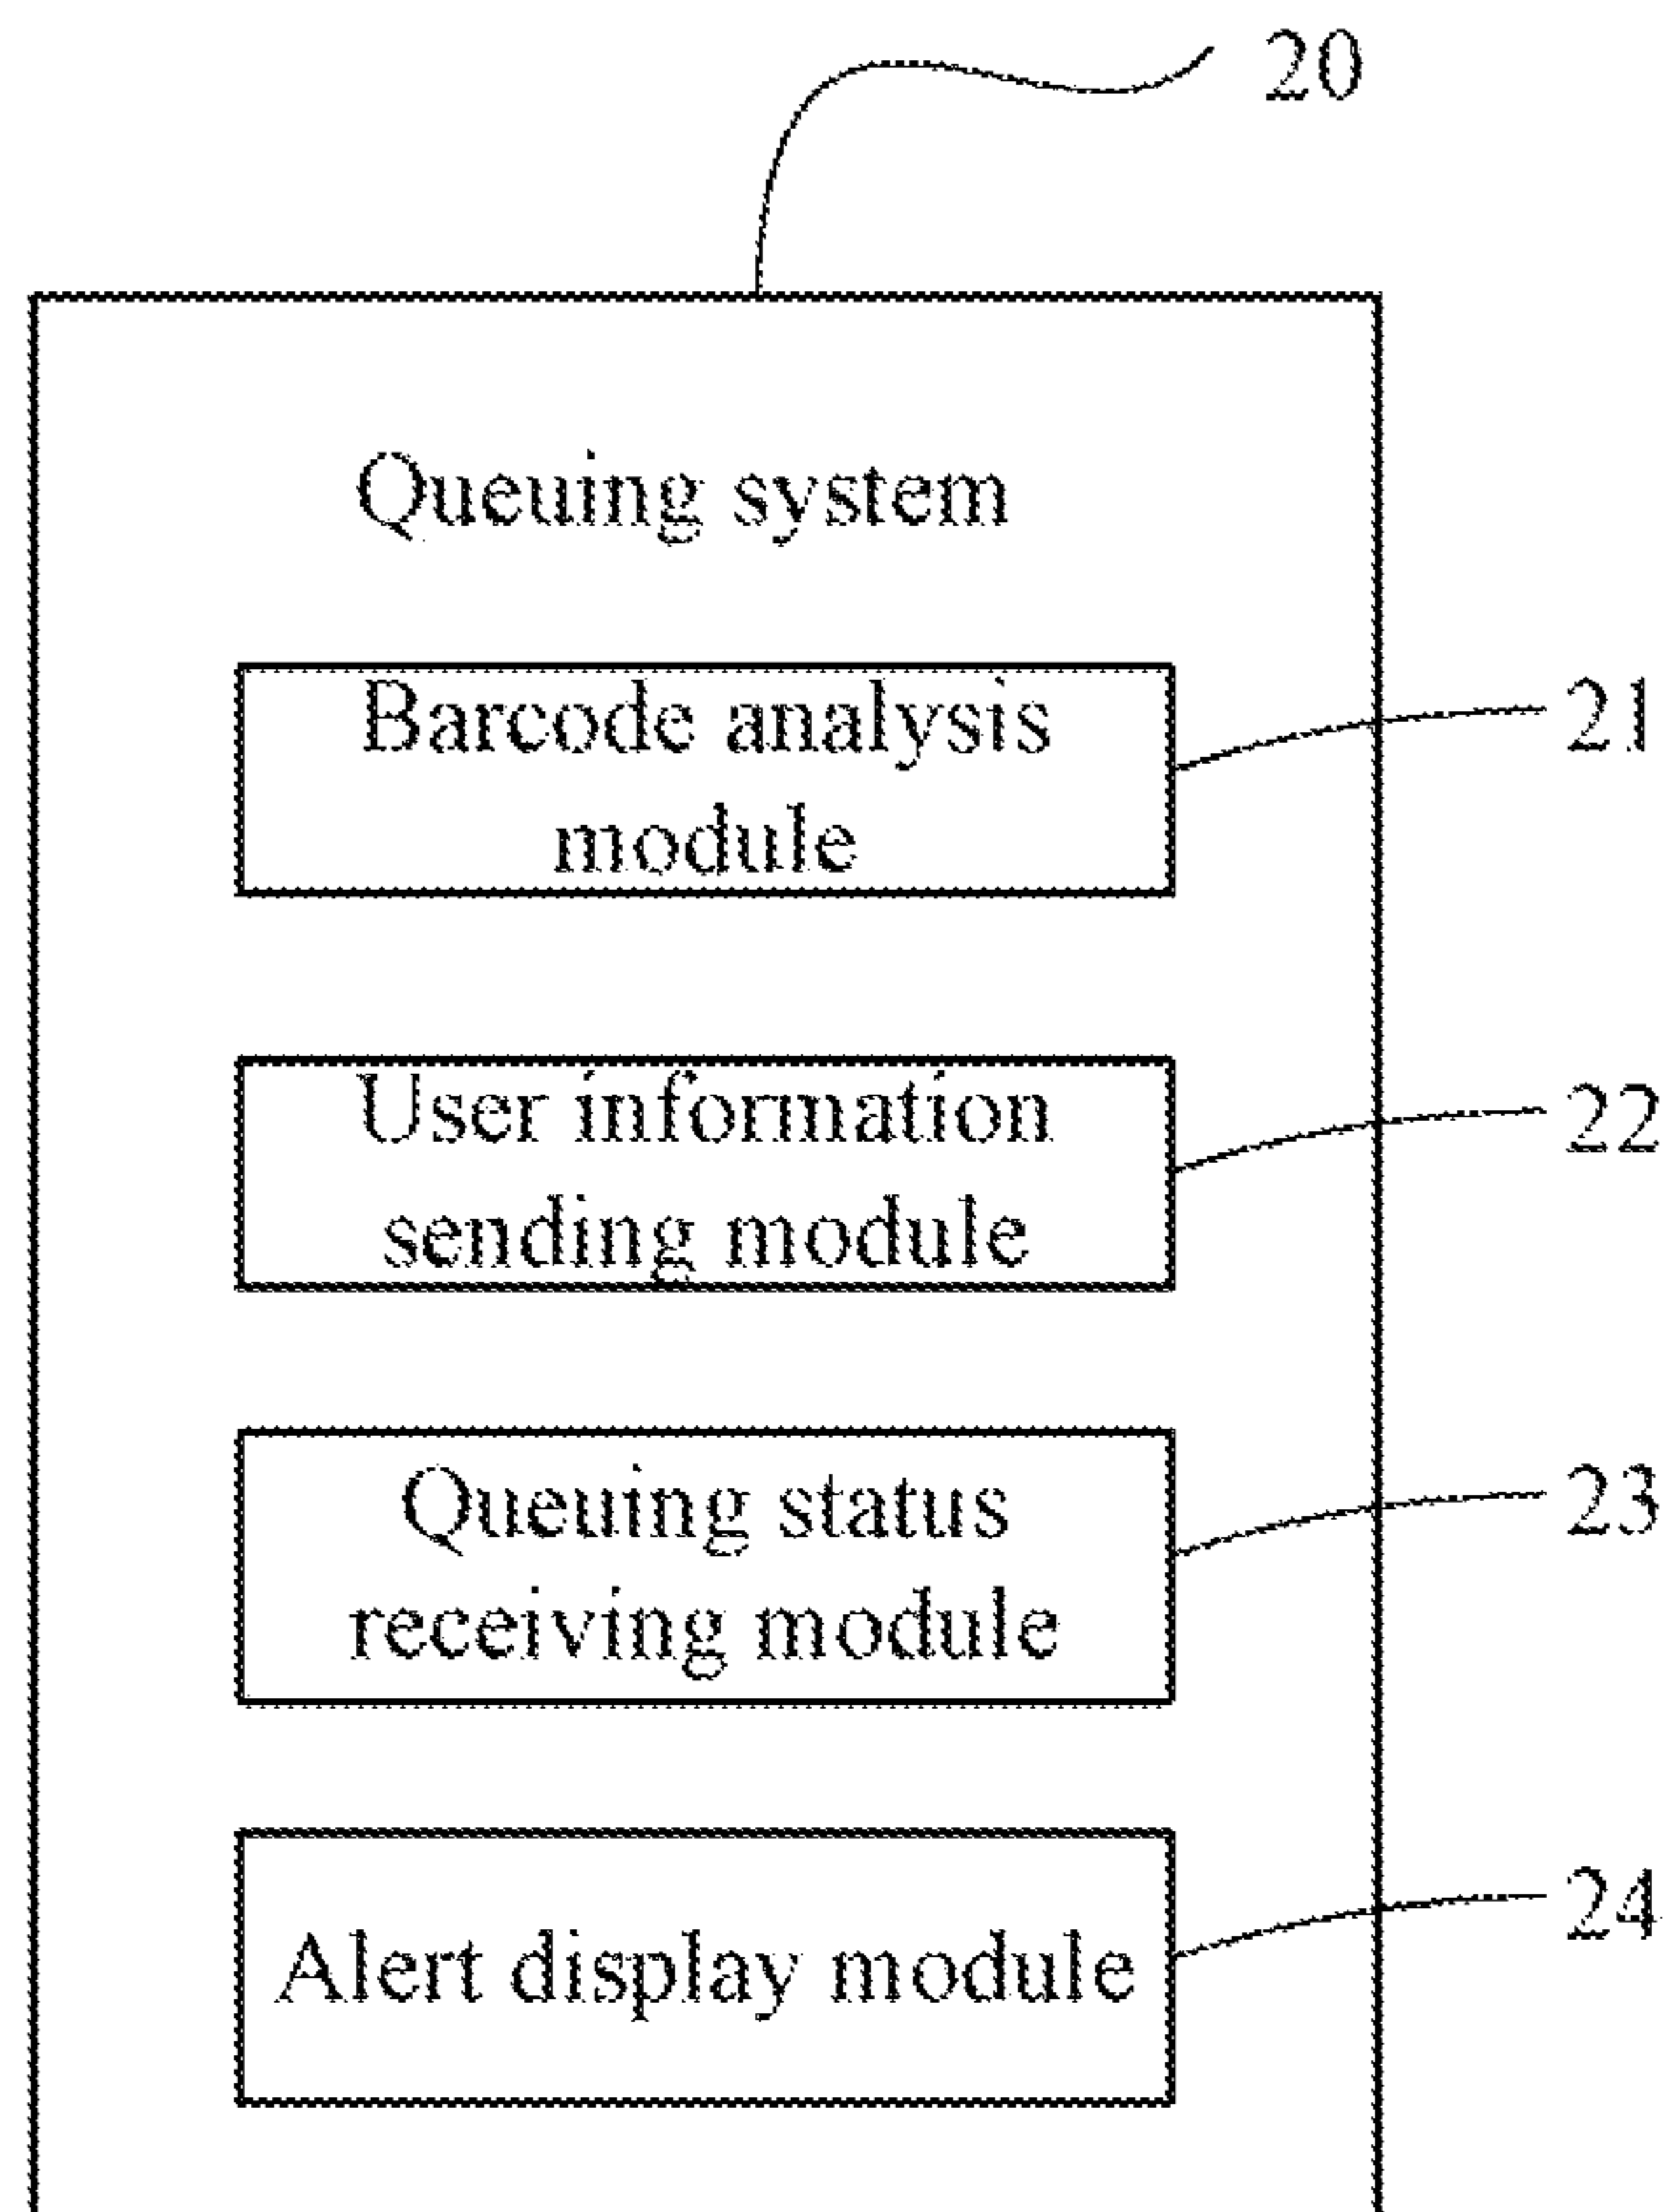 20
Queuing system
Barcode analysis
module
21
User information
sending module
22
Queuing status
receiving module
23
Alert display module
24